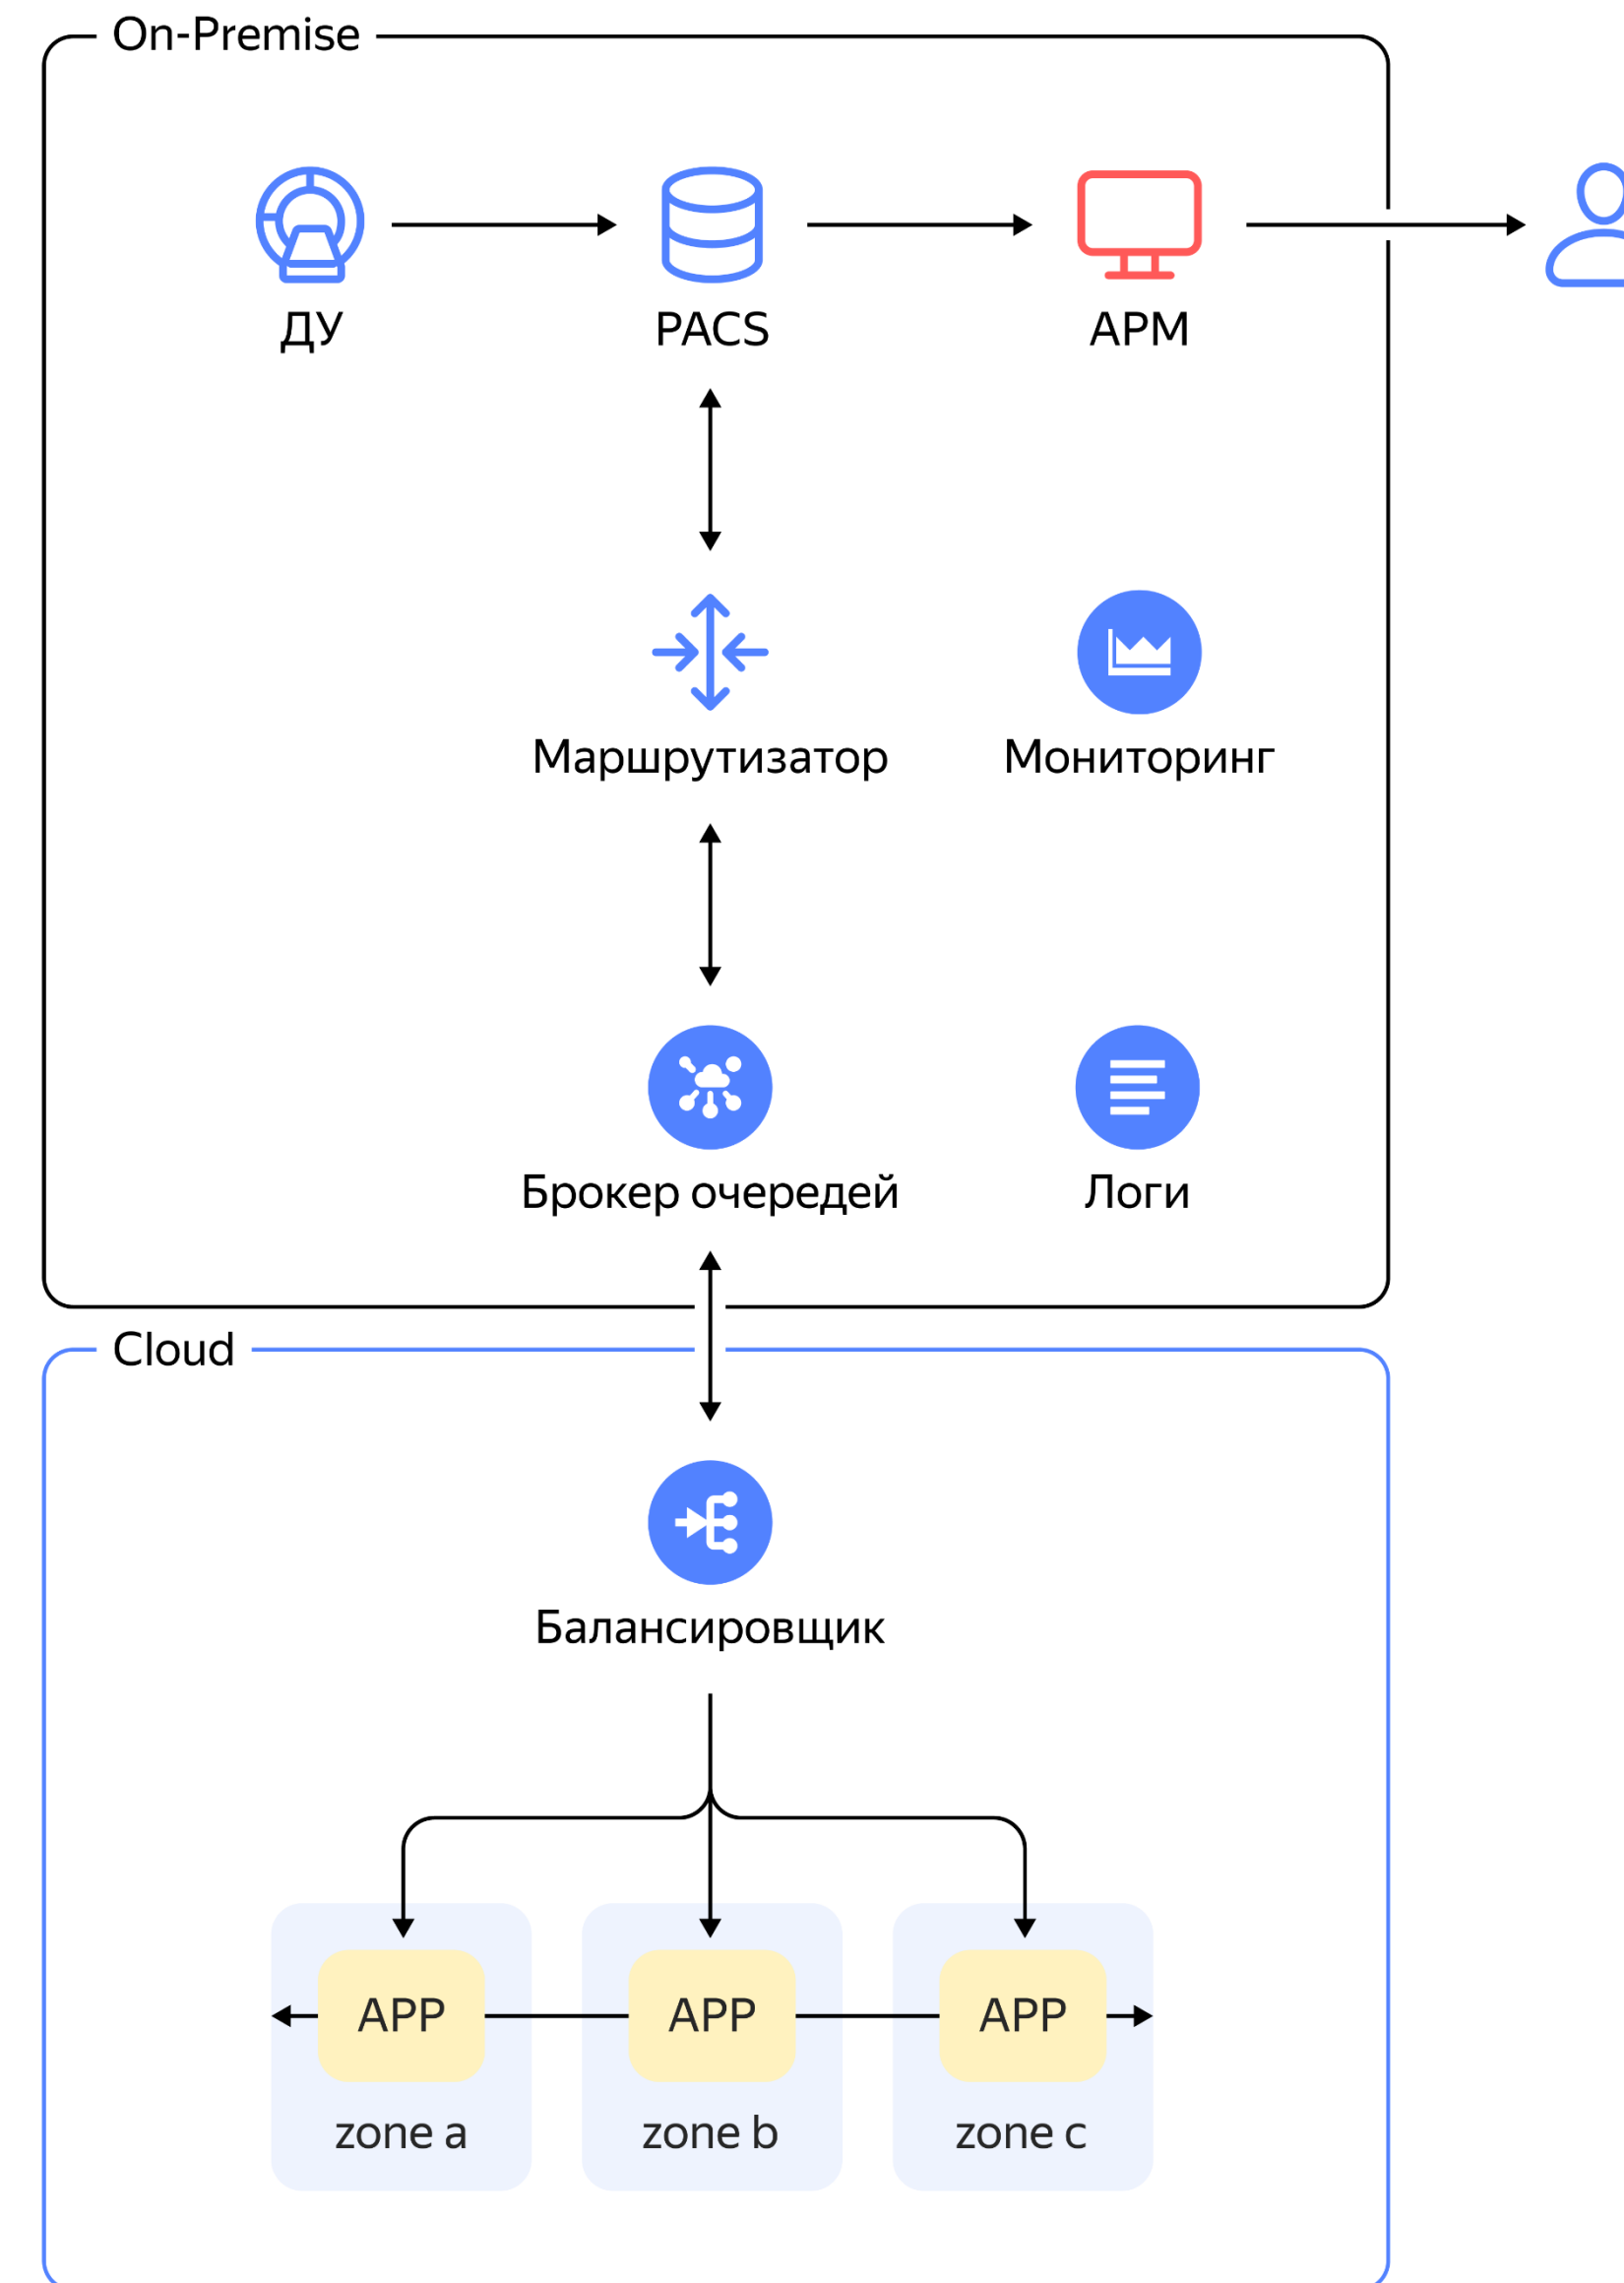 On-Premise
ДУ
PACS
АРМ
Маршрутизатор
Мониторинг
Брокер очередей
Логи
Cloud
Балансировщик
APP
APP
APP
zone a
zone b
zone c